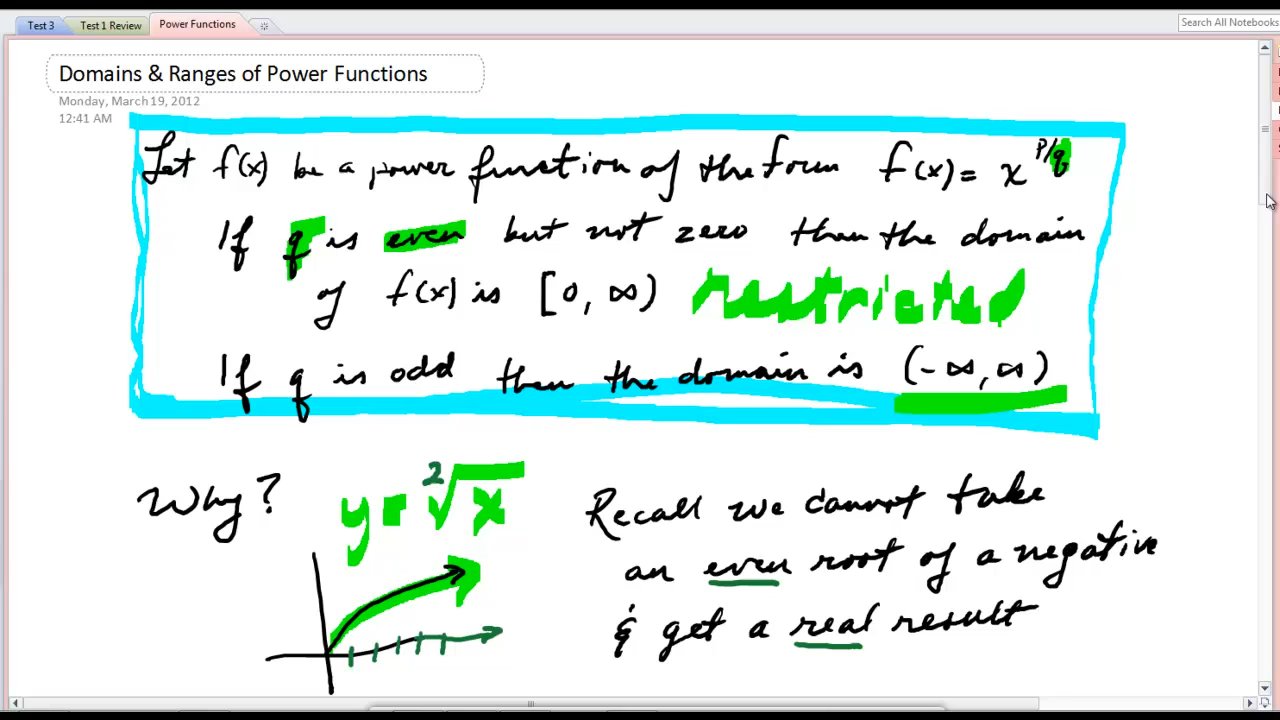 Test 3 Test 1 Review Power Functions
Search All Notebooks
Domains & Ranges of Power Functions
Monday, March 19, 2012
12:41 AM
Let f(x) be a power function of the form f(x) = x^p/q
If q is even but not zero than the domain
of f(x) is [0, ∞) restricted
If q is odd then the domain is (-∞, ∞)
Why? y = ²√x
Recall we cannot take
an even root of a negative
& get a real result